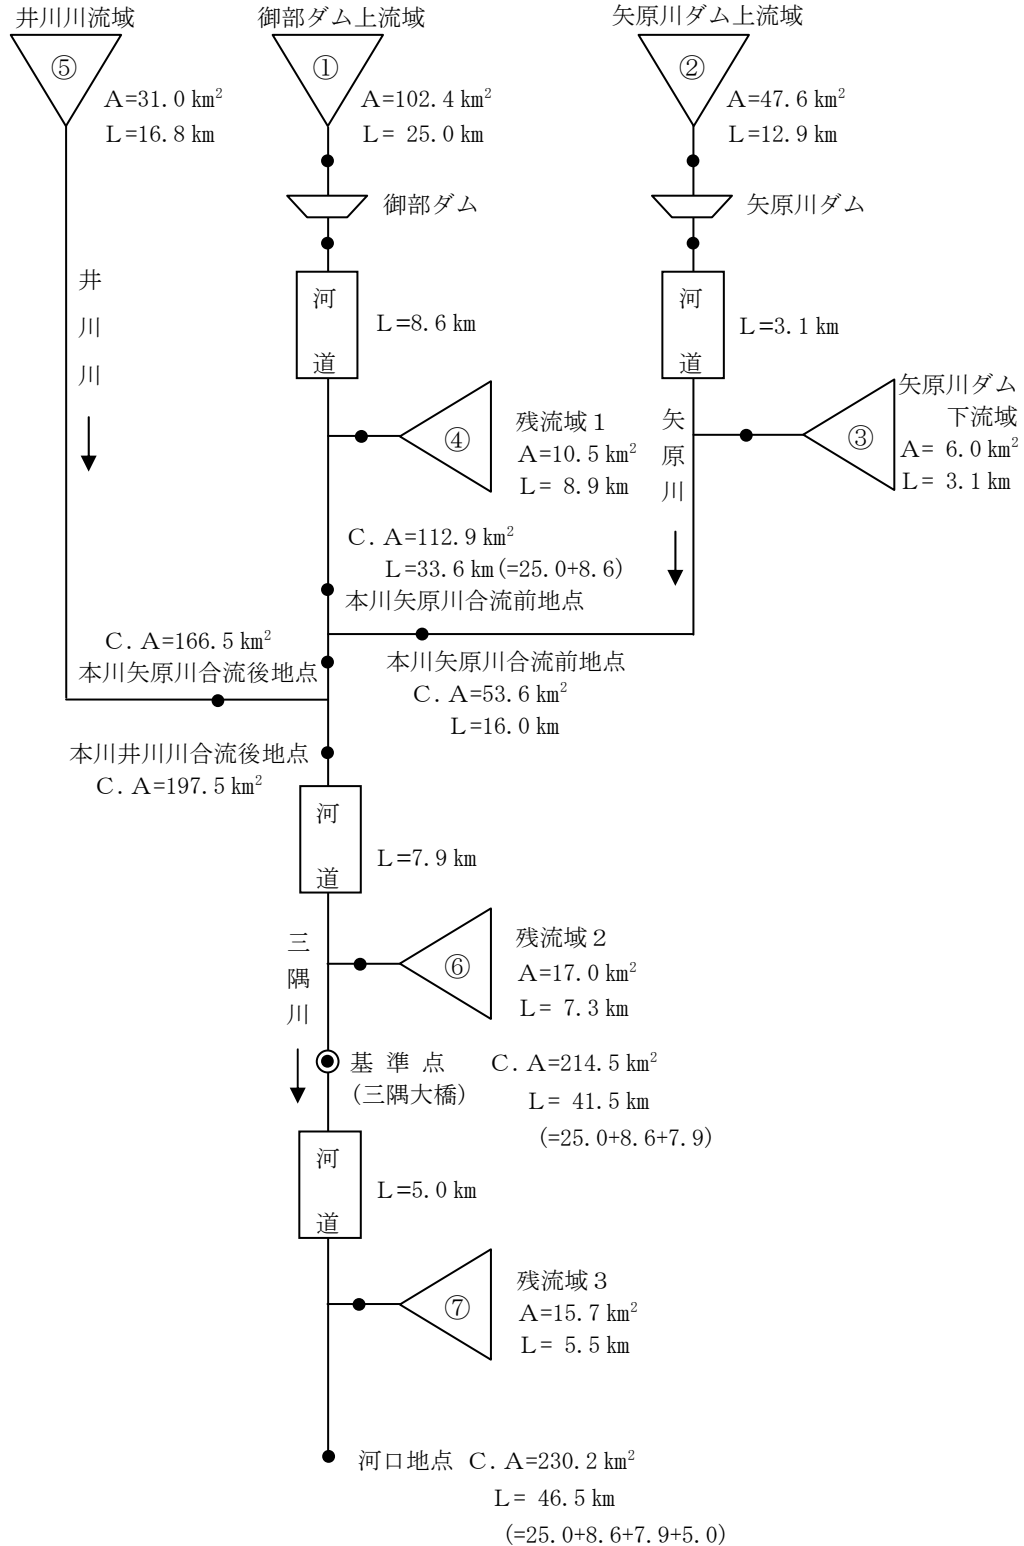 井川川流域
⑤
A=31.0 km²
L=16.8 km
御部ダム上流域
①
A=102.4 km²
L= 25.0 km
矢原川ダム上流域
②
A=47.6 km²
L=12.9 km
御部ダム
矢原川ダム
井川川
河道
L=8.6 km
河道
L=3.1 km
④
残流域1
A=10.5 km²
L= 8.9 km
矢原川
③
矢原川ダム
下流域
A= 6.0 km²
L= 3.1 km
C. A=112.9 km²
L=33.6 km(=25.0+8.6)
本川矢原川合流前地点
C. A=166.5 km²
本川矢原川合流後地点
本川矢原川合流前地点
C. A=53.6 km²
L=16.0 km
本川井川川合流後地点
C. A=197.5 km²
河道
L=7.9 km
三隅川
⑥
残流域2
A=17.0 km²
L= 7.3 km
基 準 点
(三隅大橋)
C. A=214.5 km²
L= 41.5 km
(=25.0+8.6+7.9)
河道
L=5.0 km
⑦
残流域3
A=15.7 km²
L= 5.5 km
河口地点 C. A=230.2 km²
L= 46.5 km
(=25.0+8.6+7.9+5.0)